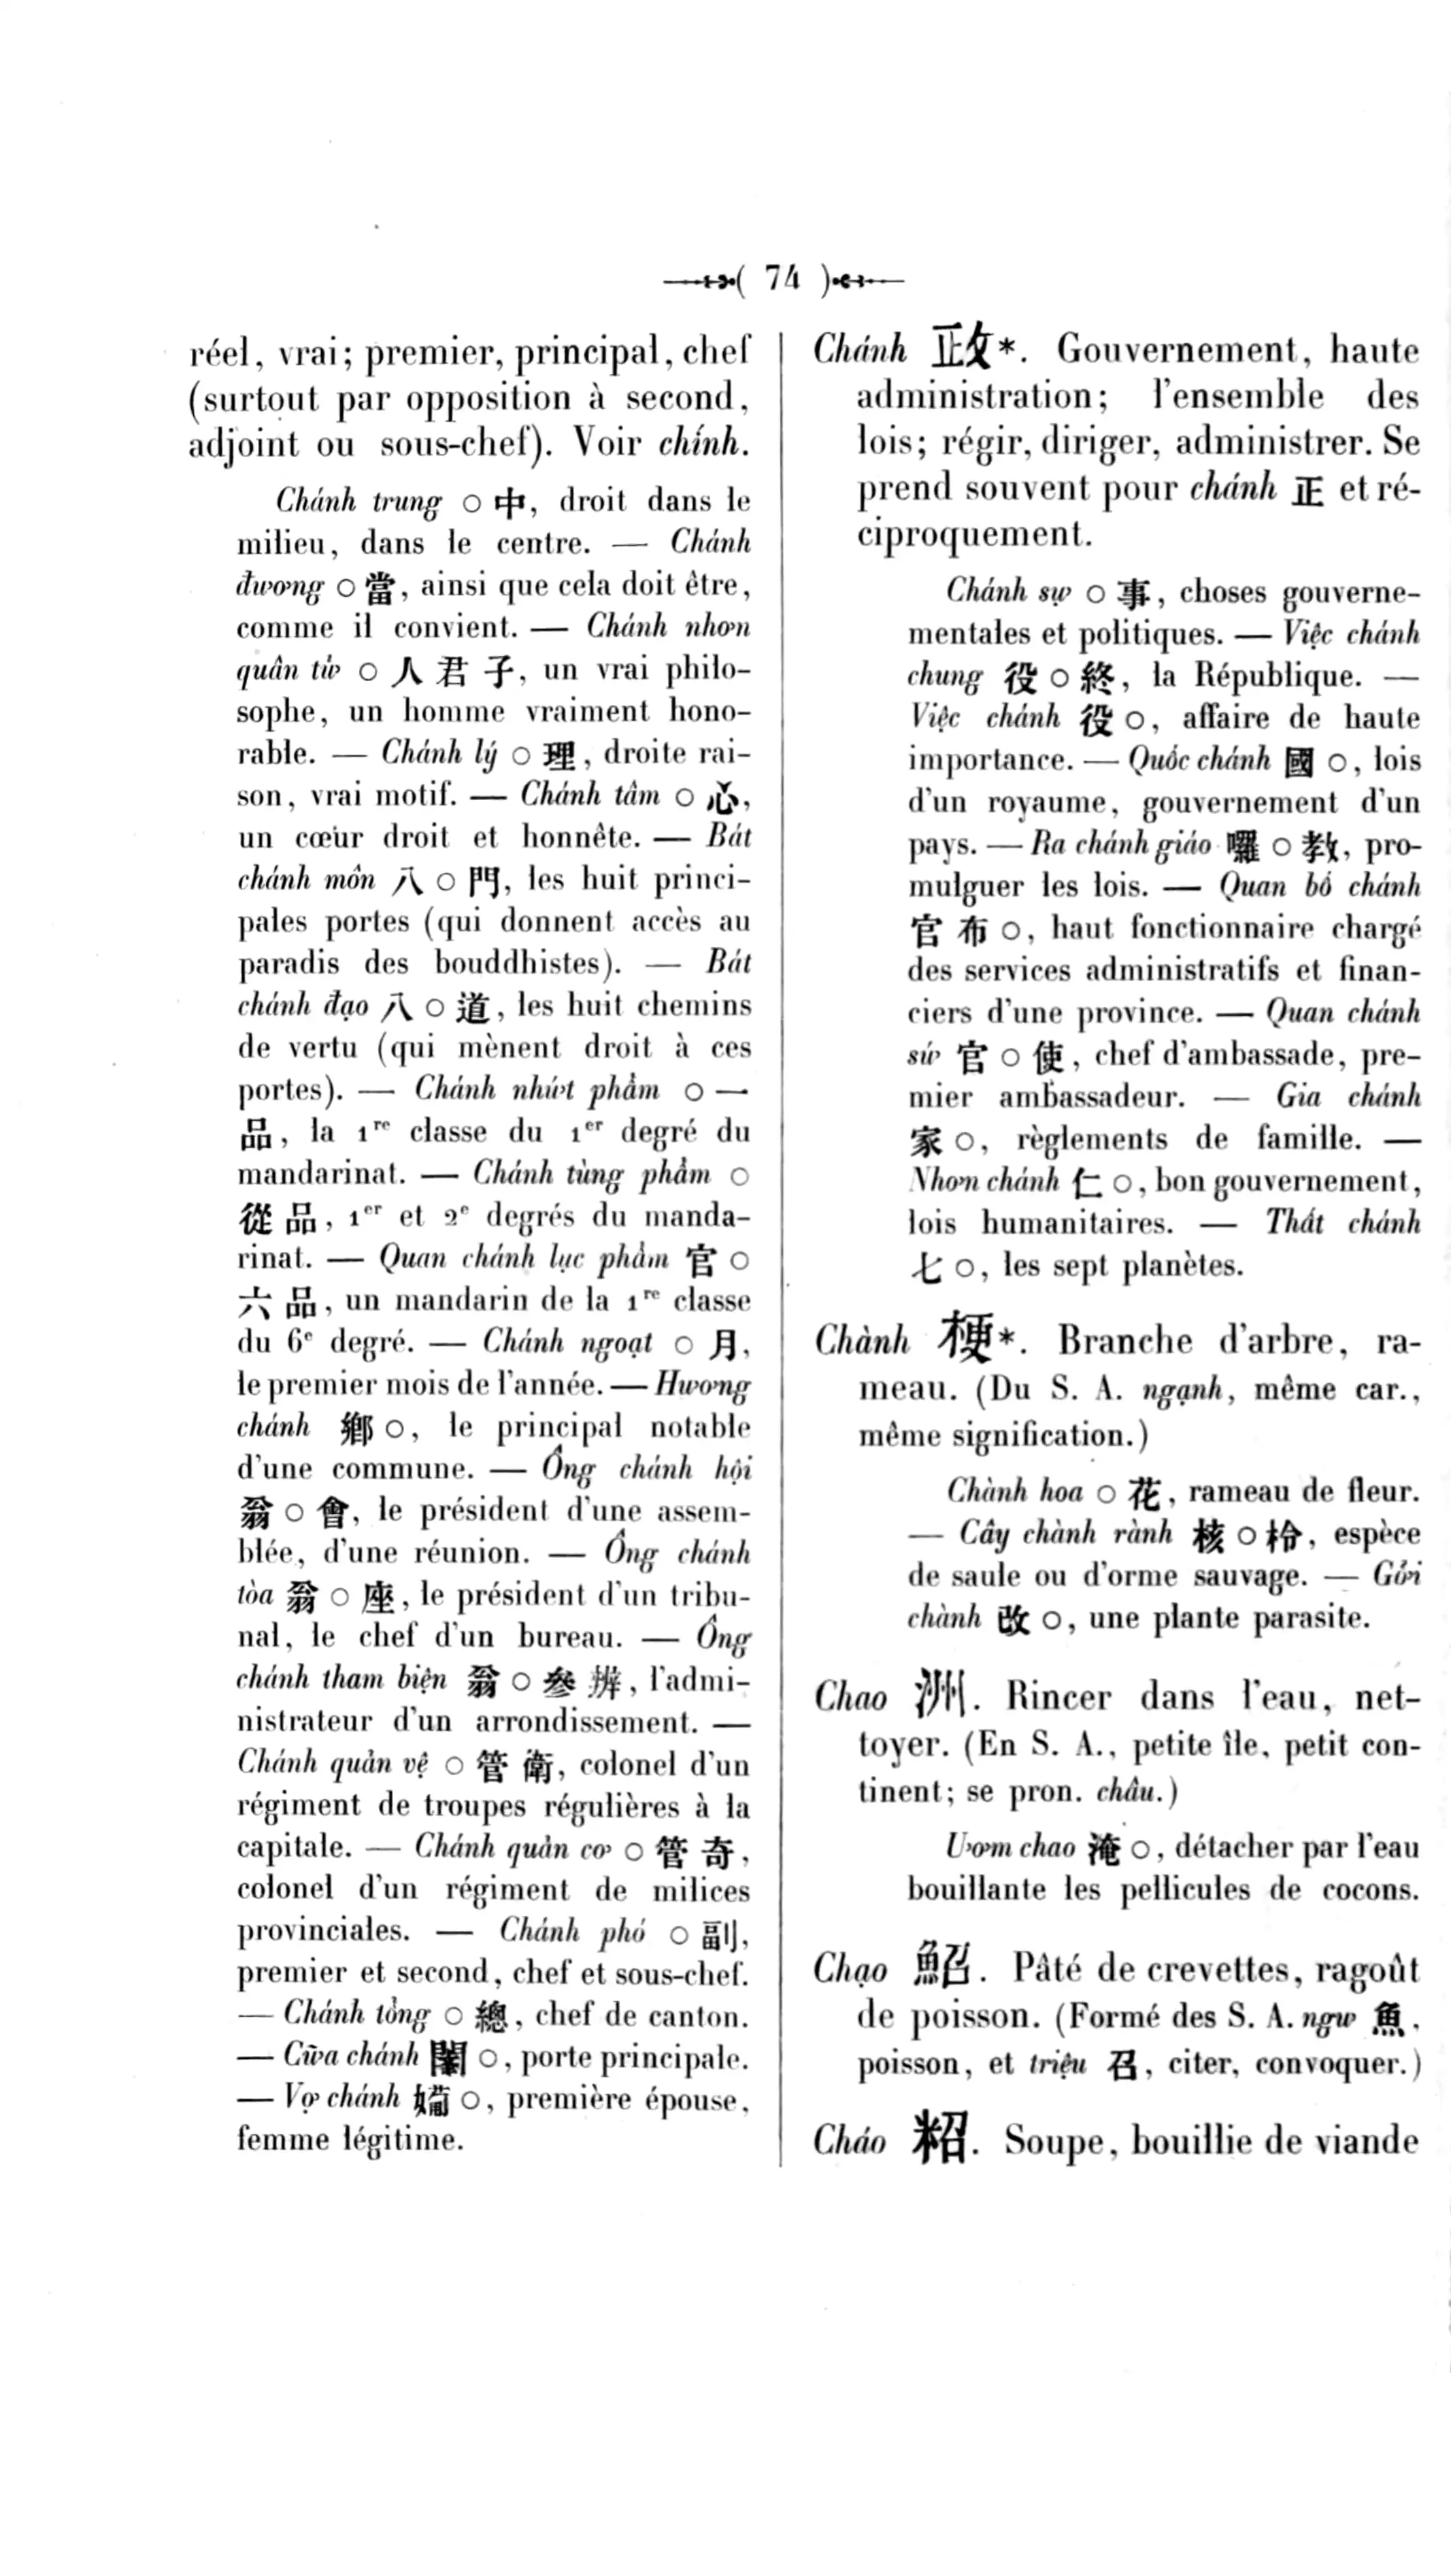 ( 74 )
réel, vrai; premier, principal, chef
(surtout par opposition à second,
adjoint ou sous-chef). Voir chính.
Chánh trung ○ 中, droit dans le
milieu, dans le centre. — Chánh
đương ○ 當, ainsi que cela doit être,
comme il convient. — Chánh nhơn
quân tử ○ 人 君 子, un vrai philo-
sophe, un homme vraiment hono-
rable. — Chánh lý ○ 理, droite rai-
son, vrai motif. — Chánh tâm ○ 心,
un cœur droit et honnête. — Bát
chánh môn 八 ○ 門, les huit princi-
pales portes (qui donnent accès au
paradis des bouddhistes). — Bát
chánh đạo 八 ○ 道, les huit chemins
de vertu (qui mènent droit à ces
portes). — Chánh nhứt phẩm ○ 一
品, la 1re classe du 1er degré du
mandarinat. — Chánh tùng phẩm ○
從 品, 1er et 2e degrés du manda-
rinat. — Quan chánh lục phẩm 官 ○
六 品, un mandarin de la 1re classe
du 6e degré. — Chánh ngoạt ○ 月,
le premier mois de l'année. — Hương
chánh 鄉 ○, le principal notable
d'une commune. — Ông chánh hội
翁 ○ 會, le président d'une assem-
blée, d'une réunion. — Ông chánh
tòa 翁 ○ 座, le président d'un tribu-
nal, le chef d'un bureau. — Ông
chánh tham biện 翁 ○ 參 辦, l'admi-
nistrateur d'un arrondissement. —
Chánh quản vệ ○ 管 衛, colonel d'un
régiment de troupes régulières à la
capitale. — Chánh quản cơ ○ 管 奇,
colonel d'un régiment de milices
provinciales. — Chánh phó ○ 副,
premier et second, chef et sous-chef.
— Chánh tổng ○ 總, chef de canton.
— Cữa chánh ○, porte principale.
— Vợ chánh ○, première épouse,
femme légitime.
Chánh 政*. Gouvernement, haute
administration; l'ensemble des
lois; régir, diriger, administrer. Se
prend souvent pour chánh 正 et ré-
ciproquement.
Chánh sự ○ 事, choses gouverne-
mentales et politiques. — Việc chánh
chung 役 ○ 終, la République. —
Việc chánh 役 ○, affaire de haute
importance. — Quốc chánh 國 ○, lois
d'un royaume, gouvernement d'un
pays. — Ra chánh giáo 囉 ○ 教, pro-
mulguer les lois. — Quan bố chánh
官 布 ○, haut fonctionnaire chargé
des services administratifs et finan-
ciers d'une province. — Quan chánh
sứ 官 ○ 使, chef d'ambassade, pre-
mier ambassadeur. — Gia chánh
家 ○, règlements de famille. —
Nhơn chánh 仁 ○, bon gouvernement,
lois humanitaires. — Thất chánh
七 ○, les sept planètes.
Chành 梗*. Branche d'arbre, ra-
meau. (Du S. A. ngạnh, même car.,
même signification.)
Chành hoa ○ 花, rameau de fleur.
— Cây chành rành 核 ○ 柃, espèce
de saule ou d'orme sauvage. — Gởi
chành 改 ○, une plante parasite.
Chao 洲. Rincer dans l'eau, net-
toyer. (En S. A., petite île, petit con-
tinent; se pron. châu.)
Ươm chao 淹 ○, détacher par l'eau
bouillante les pellicules de cocons.
Chạo 鮉. Pâté de crevettes, ragoût
de poisson. (Formé des S. A. ngư 魚,
poisson, et triệu 召, citer, convoquer.)
Cháo 粨. Soupe, bouillie de viande